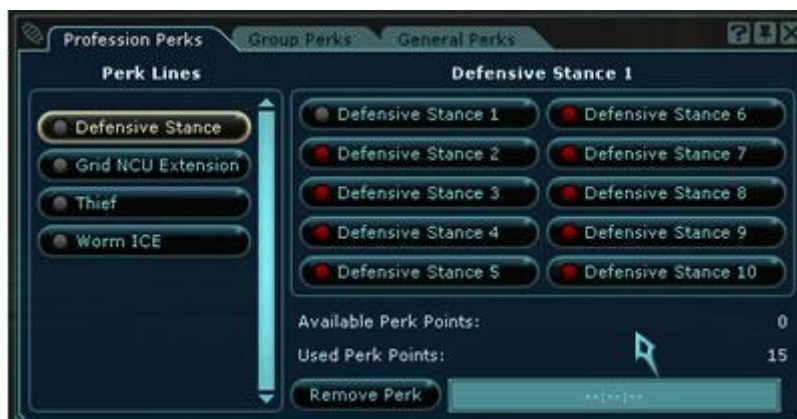 Profession Perks Group Perks General Perks ?
Perk Lines
Defensive Stance
Grid NCU Extension
Thief
Worm ICE
Defensive Stance 1
Defensive Stance 1 Defensive Stance 6
Defensive Stance 2 Defensive Stance 7
Defensive Stance 3 Defensive Stance 8
Defensive Stance 4 Defensive Stance 9
Defensive Stance 5 Defensive Stance 10
Available Perk Points: 0
Used Perk Points: 15
Remove Perk --:--:--